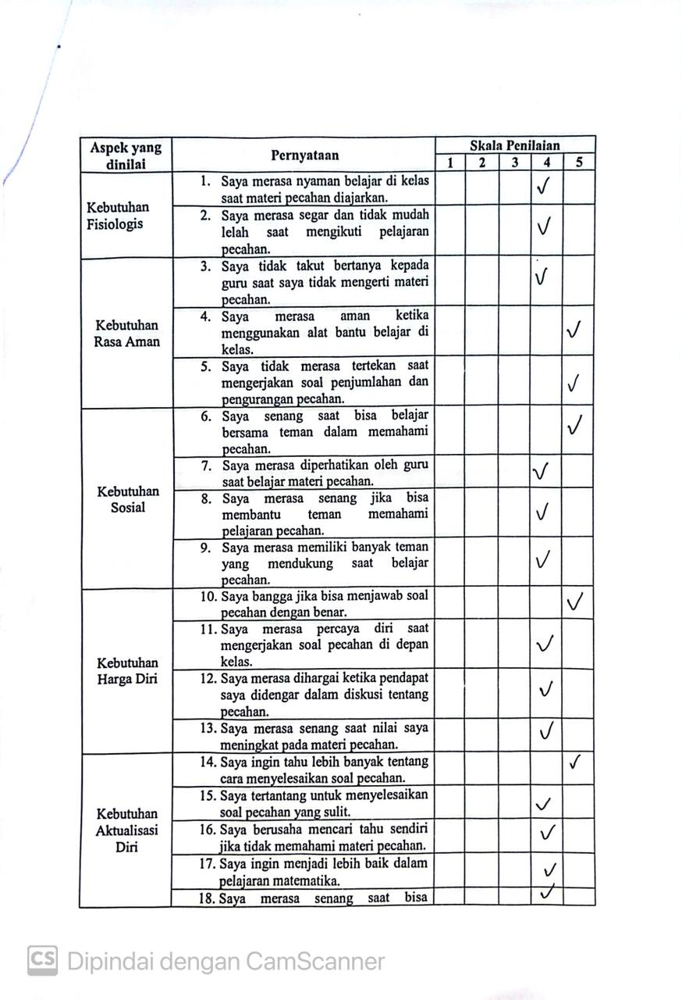 Aspek yang dinilai Pernyataan Skala Penilaian
1 2 3 4 5
Kebutuhan Fisiologis
1. Saya merasa nyaman belajar di kelas
saat materi pecahan diajarkan. ✓
2. Saya merasa segar dan tidak mudah
lelah saat mengikuti pelajaran
pecahan. ✓
Kebutuhan Rasa Aman
3. Saya tidak takut bertanya kepada
guru saat saya tidak mengerti materi
pecahan. ✓
4. Saya merasa aman ketika
menggunakan alat bantu belajar di
kelas. ✓
5. Saya tidak merasa tertekan saat
mengerjakan soal penjumlahan dan
pengurangan pecahan. ✓
Kebutuhan Sosial
6. Saya senang saat bisa belajar
bersama teman dalam memahami
pecahan. ✓
7. Saya merasa diperhatikan oleh guru
saat belajar materi pecahan. ✓
8. Saya merasa senang jika bisa
membantu teman memahami
pelajaran pecahan. ✓
9. Saya merasa memiliki banyak teman
yang mendukung saat belajar
pecahan. ✓
Kebutuhan Harga Diri
10. Saya bangga jika bisa menjawab soal
pecahan dengan benar. ✓
11. Saya merasa percaya diri saat
mengerjakan soal pecahan di depan
kelas. ✓
12. Saya merasa dihargai ketika pendapat
saya didengar dalam diskusi tentang
pecahan. ✓
13. Saya merasa senang saat nilai saya
meningkat pada materi pecahan. ✓
Kebutuhan Aktualisasi Diri
14. Saya ingin tahu lebih banyak tentang
cara menyelesaikan soal pecahan. ✓
15. Saya tertantang untuk menyelesaikan
soal pecahan yang sulit. ✓
16. Saya berusaha mencari tahu sendiri
jika tidak memahami materi pecahan. ✓
17. Saya ingin menjadi lebih baik dalam
pelajaran matematika. ✓
18. Saya merasa senang saat bisa ✓
CS Dipindai dengan CamScanner